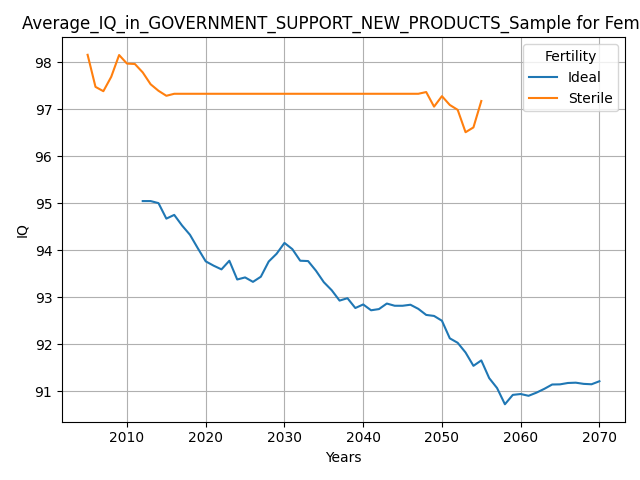 Average_IQ_in_GOVERNMENT_SUPPORT_NEW_PRODUCTS_Sample for Fem
Fertility
Ideal
Sterile
98
97
96
95
94
93
92
91
IQ
2010 2020 2030 2040 2050 2060 2070
Years